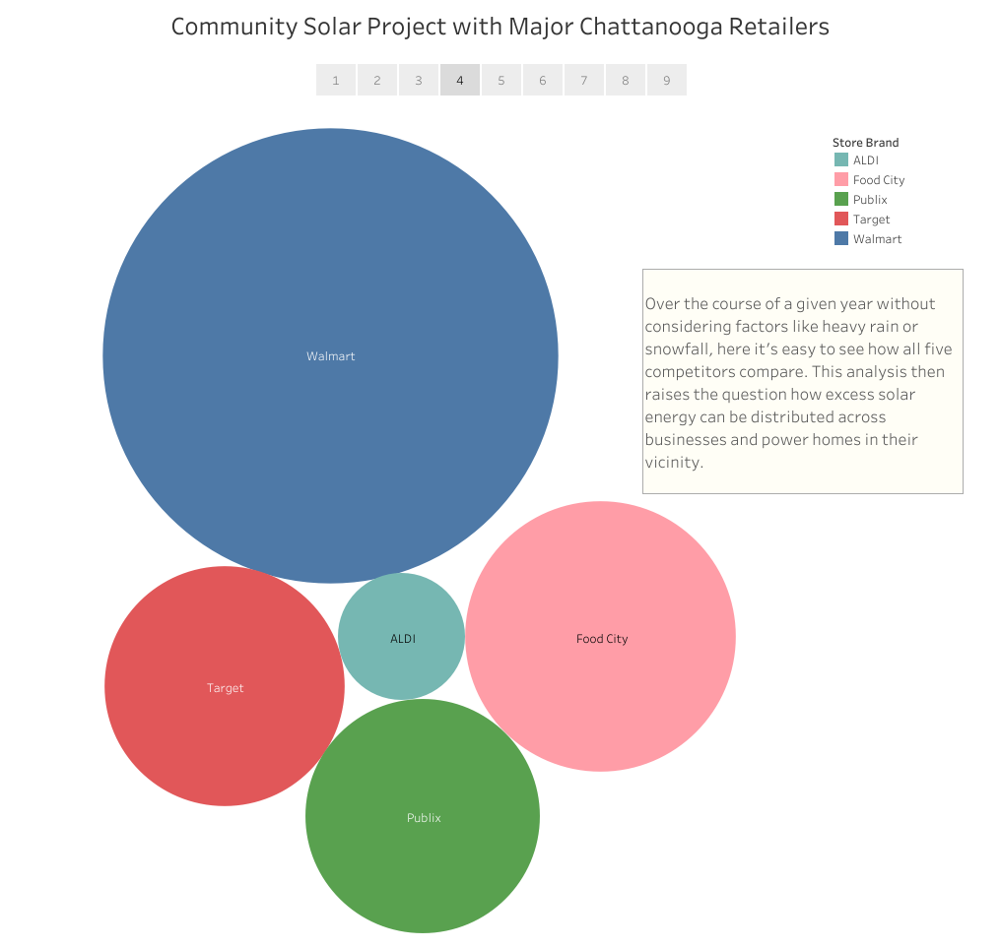 Community Solar Project with Major Chattanooga Retailers
1 2 3 4 5 6 7 8 9
Store Brand
ALDI
Food City
Publix
Target
Walmart
Walmart
Over the course of a given year without
considering factors like heavy rain or
snowfall, here it's easy to see how all five
competitors compare. This analysis then
raises the question how excess solar
energy can be distributed across
businesses and power homes in their
vicinity.
ALDI
Food City
Target
Publix